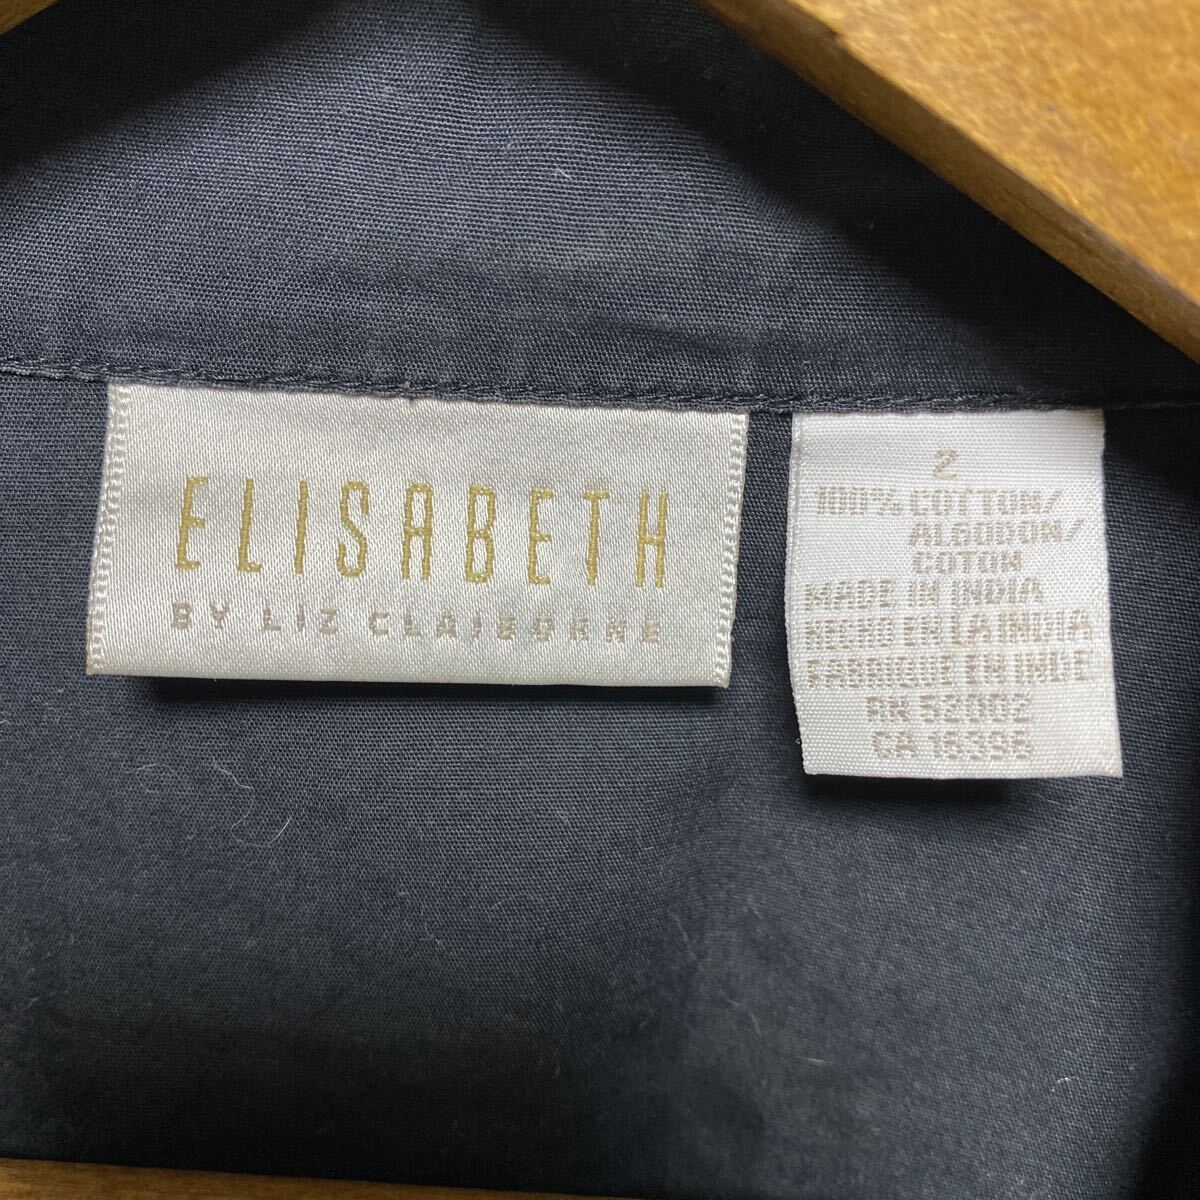 ELISABETH
BY LIZ CLAIBORNE
2
100% COTTON/
ALGODON/
COTON
MADE IN INDIA
HECHO EN LA INDIA
FABRIQUE EN INDE
RN 52002
CA 15396